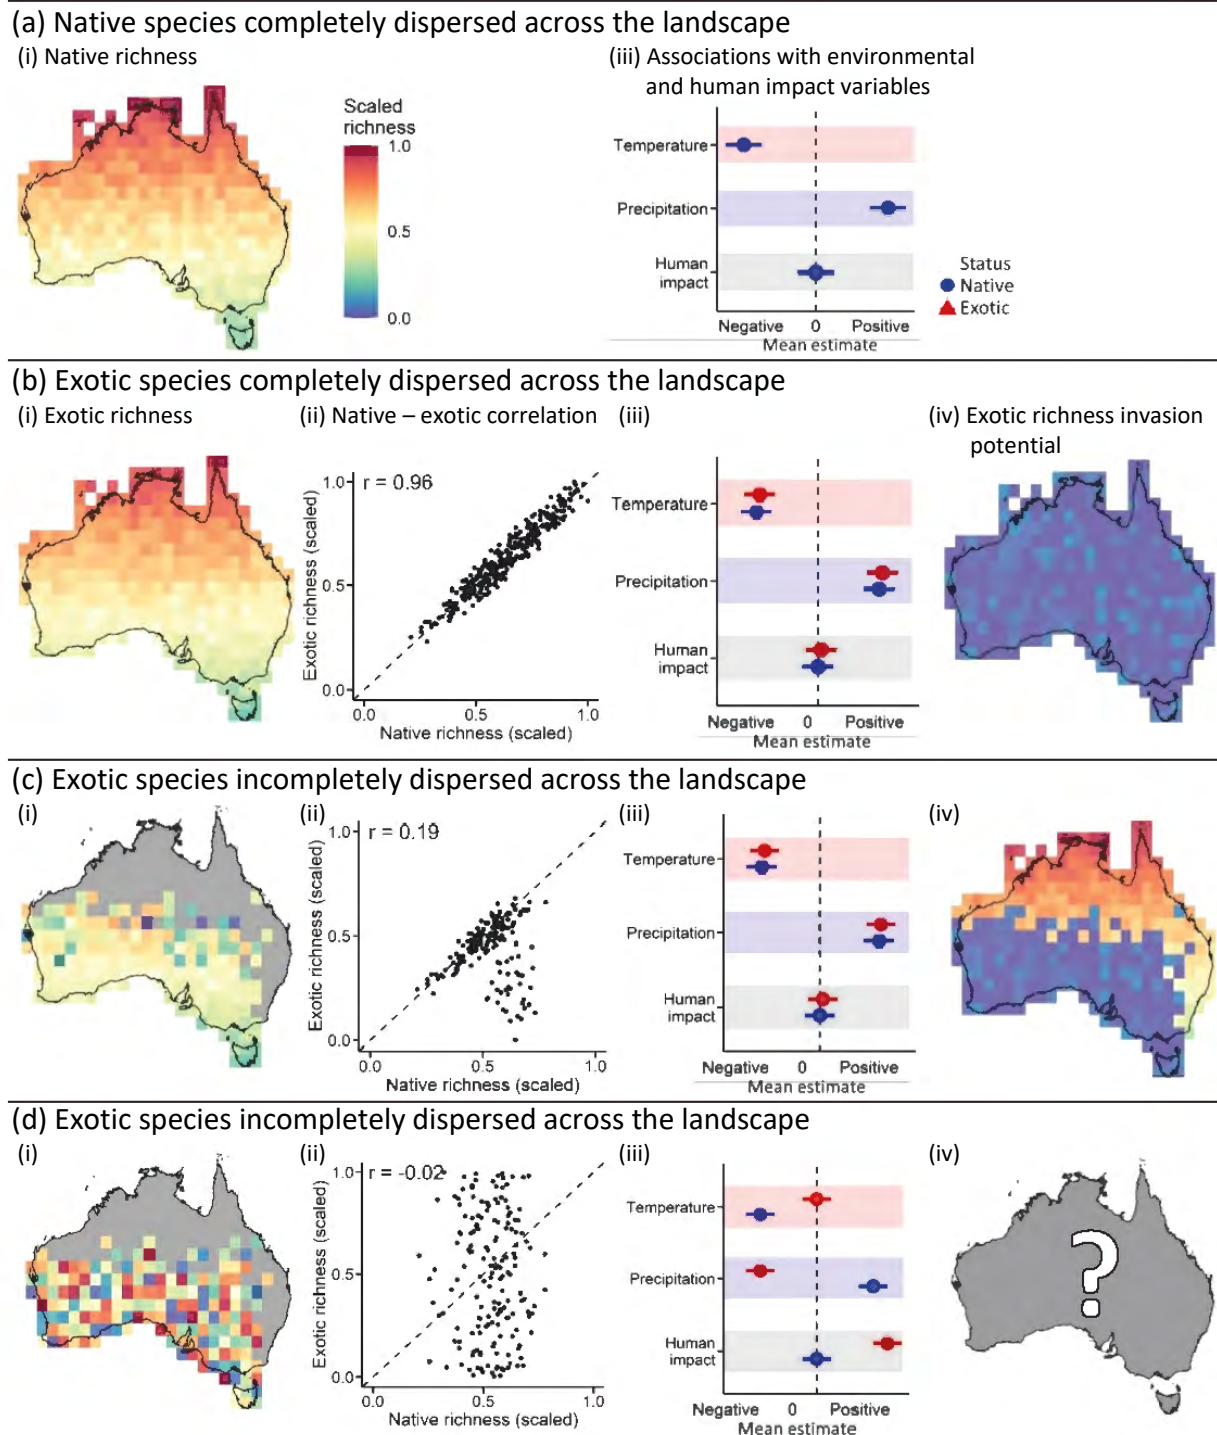 (a) Native species completely dispersed across the landscape
(i) Native richness
(iii) Associations with environmental
and human impact variables
Scaled
richness
1.0
0.5
0.0
Temperature
Precipitation
Human
impact
Negative 0 Positive
Mean estimate
Status
Native
Exotic
(b) Exotic species completely dispersed across the landscape
(i) Exotic richness
(ii) Native – exotic correlation
(iii)
(iv) Exotic richness invasion
potential
r = 0.96
Exotic richness (scaled)
1.0
0.5
0.0
0.0 0.5 1.0
Native richness (scaled)
Temperature
Precipitation
Human
impact
Negative 0 Positive
Mean estimate
(c) Exotic species incompletely dispersed across the landscape
(i)
(ii)
(iii)
(iv)
r = 0.19
Exotic richness (scaled)
1.0
0.5
0.0
0.0 0.5 1.0
Native richness (scaled)
Temperature
Precipitation
Human
impact
Negative 0 Positive
Mean estimate
(d) Exotic species incompletely dispersed across the landscape
(i)
(ii)
(iii)
(iv)
r = -0.02
Exotic richness (scaled)
1.0
0.5
0.0
0.0 0.5 1.0
Native richness (scaled)
Temperature
Precipitation
Human
impact
Negative 0 Positive
Mean estimate
?